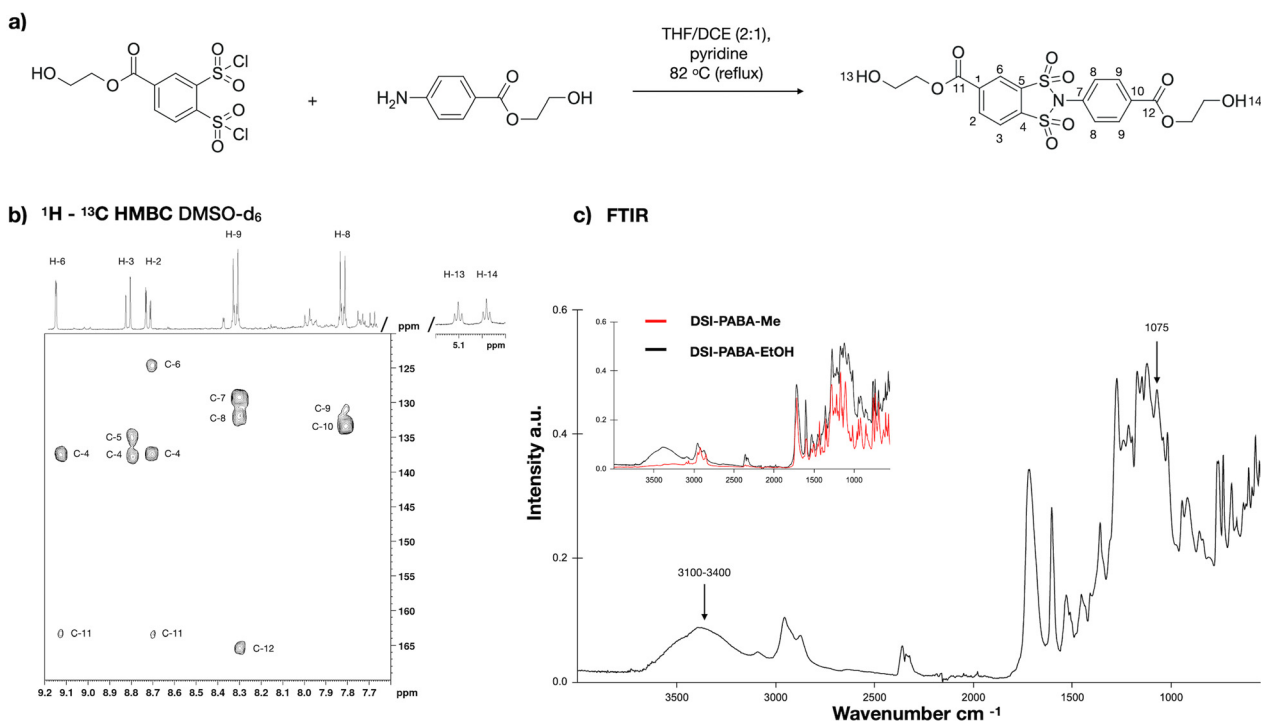 a)
HO
O
O
Cl
S
O
O
O
S
O
Cl
+
H2N
O
O
OH
THF/DCE (2:1),
pyridine
82 ºC (reflux)
13
HO
O
O
11
1
6
5
2
3
4
O
O
S
N
S
O
O
7
8
9
8
9
10
O
12
O
OH
14
b) ¹H - ¹³C HMBC DMSO-d6
H-6
H-3
H-2
H-9
H-8
H-13
H-14
5.1
ppm
ppm
125
130
135
140
145
150
155
160
165
C-6
C-7
C-8
C-9
C-10
C-5
C-4
C-4
C-4
C-11
C-11
C-12
9.2 9.1 9.0 8.9 8.8 8.7 8.6 8.5 8.4 8.3 8.2 8.1 8.0 7.9 7.8 7.7 ppm
c) FTIR
Intensity a.u.
0.6
0.4
0.2
0.0
0.6
0.4
0.2
0.0
3500 3000 2500 2000 1500 1000
DSI-PABA-Me
DSI-PABA-EtOH
1075
3100-3400
3500 3000 2500 2000 1500 1000
Wavenumber cm -1